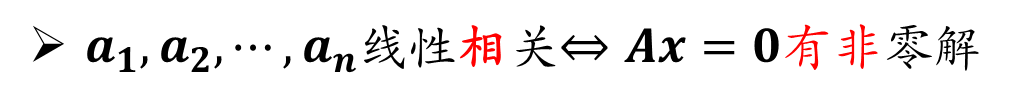 ➢ a₁, a₂, ⋯, aₙ线性相关⇔ Ax = 0有非零解